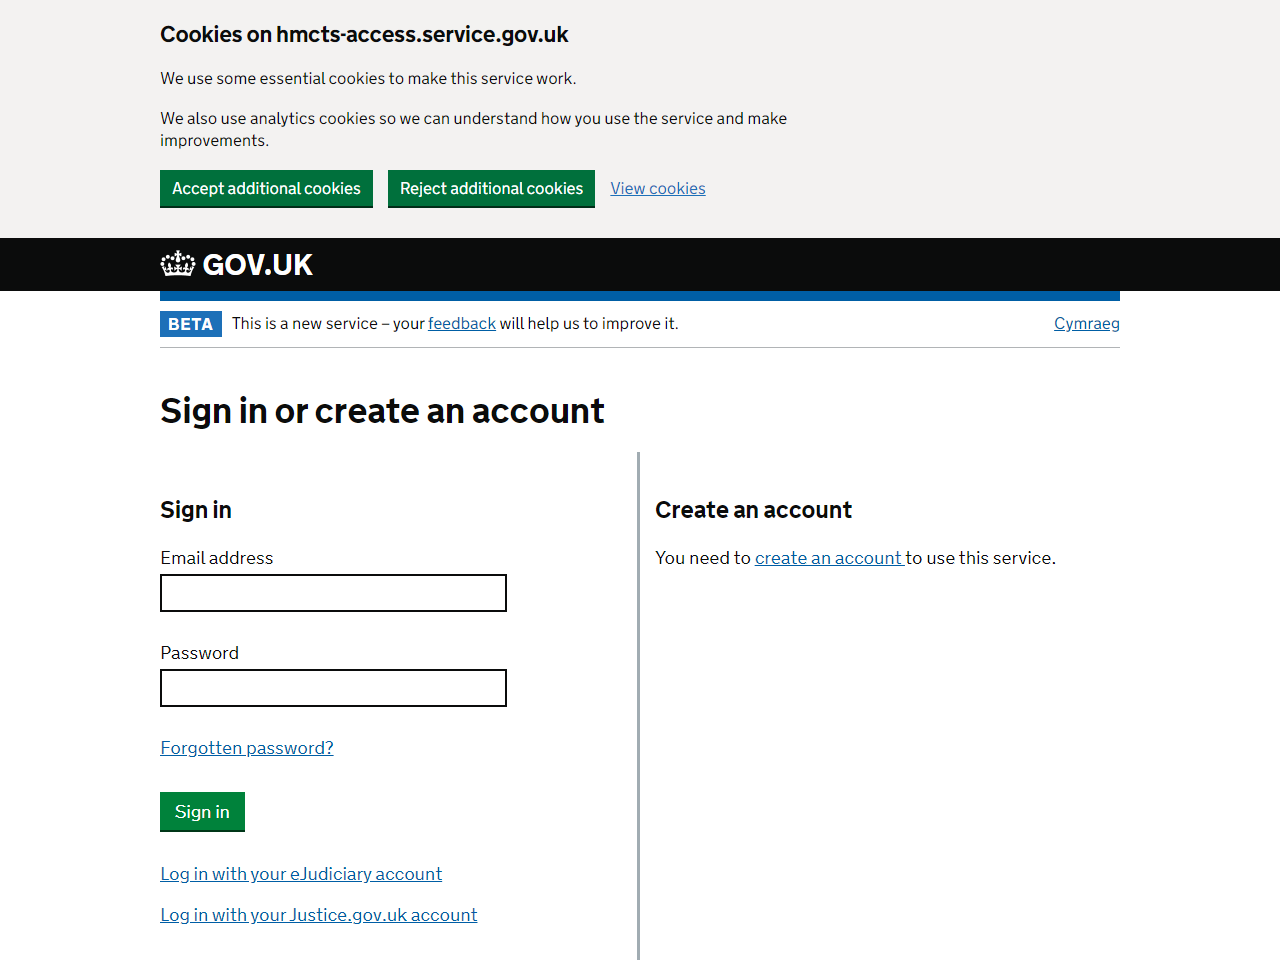 Cookies on hmcts-access.service.gov.uk
We use some essential cookies to make this service work.
We also use analytics cookies so we can understand how you use the service and make
improvements.
Accept additional cookies Reject additional cookies View cookies
GOV.UK
BETA This is a new service – your feedback will help us to improve it. Cymraeg
Sign in or create an account
Sign in
Email address
Password
Forgotten password?
Sign in
Log in with your eJudiciary account
Log in with your Justice.gov.uk account
Create an account
You need to create an account to use this service.